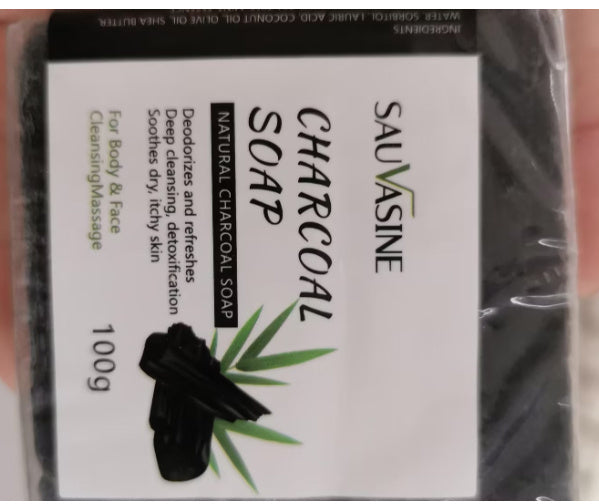 SAUVASINE
CHARCOAL
SOAP
NATURAL CHARCOAL SOAP
Deodorizes and refreshes
Deep cleansing, detoxification
Soothes dry, itchy skin
For Body & Face
CleansingMassage
100g
INGREDIENTS
WATER, SORBITOL, LAURIC ACID, COCONUT OIL, OLIVE OIL, SHEA BUTTER,